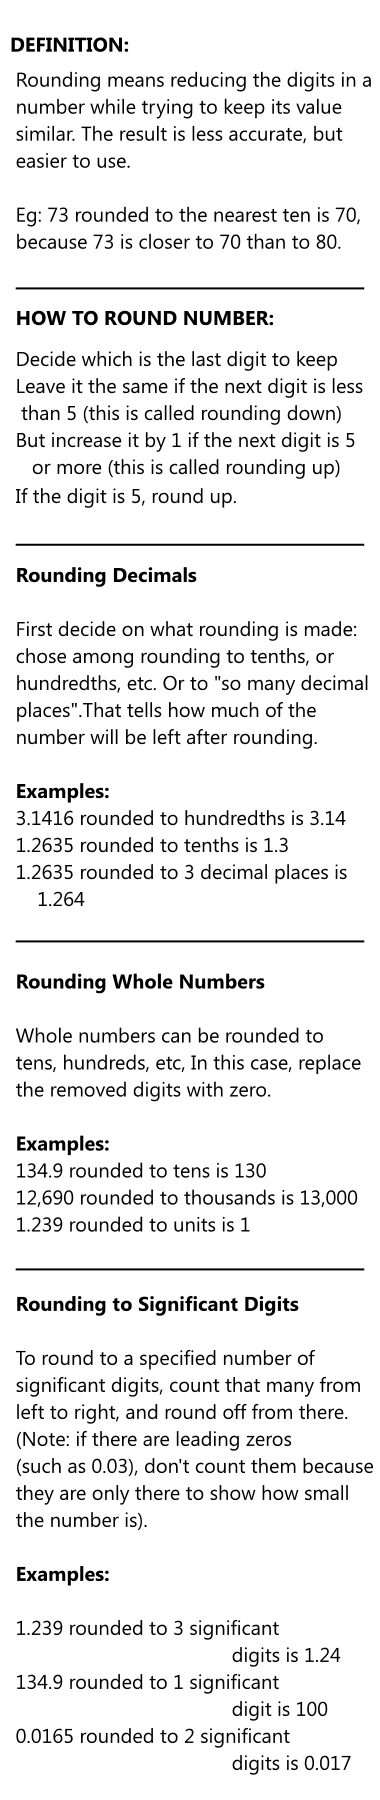 DEFINITION:
Rounding means reducing the digits in a
number while trying to keep its value
similar. The result is less accurate, but
easier to use.
Eg: 73 rounded to the nearest ten is 70,
because 73 is closer to 70 than to 80.
HOW TO ROUND NUMBER:
Decide which is the last digit to keep
Leave it the same if the next digit is less
than 5 (this is called rounding down)
But increase it by 1 if the next digit is 5
or more (this is called rounding up)
If the digit is 5, round up.
Rounding Decimals
First decide on what rounding is made:
chose among rounding to tenths, or
hundredths, etc. Or to "so many decimal
places".That tells how much of the
number will be left after rounding.
Examples:
3.1416 rounded to hundredths is 3.14
1.2635 rounded to tenths is 1.3
1.2635 rounded to 3 decimal places is
1.264
Rounding Whole Numbers
Whole numbers can be rounded to
tens, hundreds, etc, In this case, replace
the removed digits with zero.
Examples:
134.9 rounded to tens is 130
12,690 rounded to thousands is 13,000
1.239 rounded to units is 1
Rounding to Significant Digits
To round to a specified number of
significant digits, count that many from
left to right, and round off from there.
(Note: if there are leading zeros
(such as 0.03), don't count them because
they are only there to show how small
the number is).
Examples:
1.239 rounded to 3 significant
digits is 1.24
134.9 rounded to 1 significant
digit is 100
0.0165 rounded to 2 significant
digits is 0.017